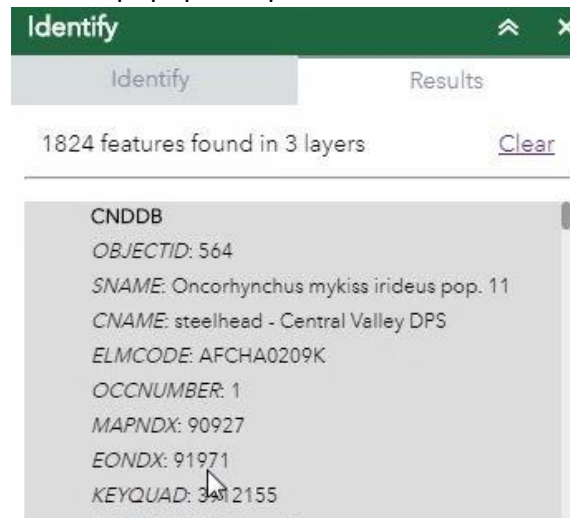 Identify
Identify Results
1824 features found in 3 layers Clear
CNDDB
OBJECTID: 564
SNAME: Oncorhynchus mykiss irideus pop. 11
CNAME: steelhead - Central Valley DPS
ELMCODE: AFCHA0209K
OCCNUMBER: 1
MAPNDX: 90927
EONDX: 91971
KEYQUAD: 3912155